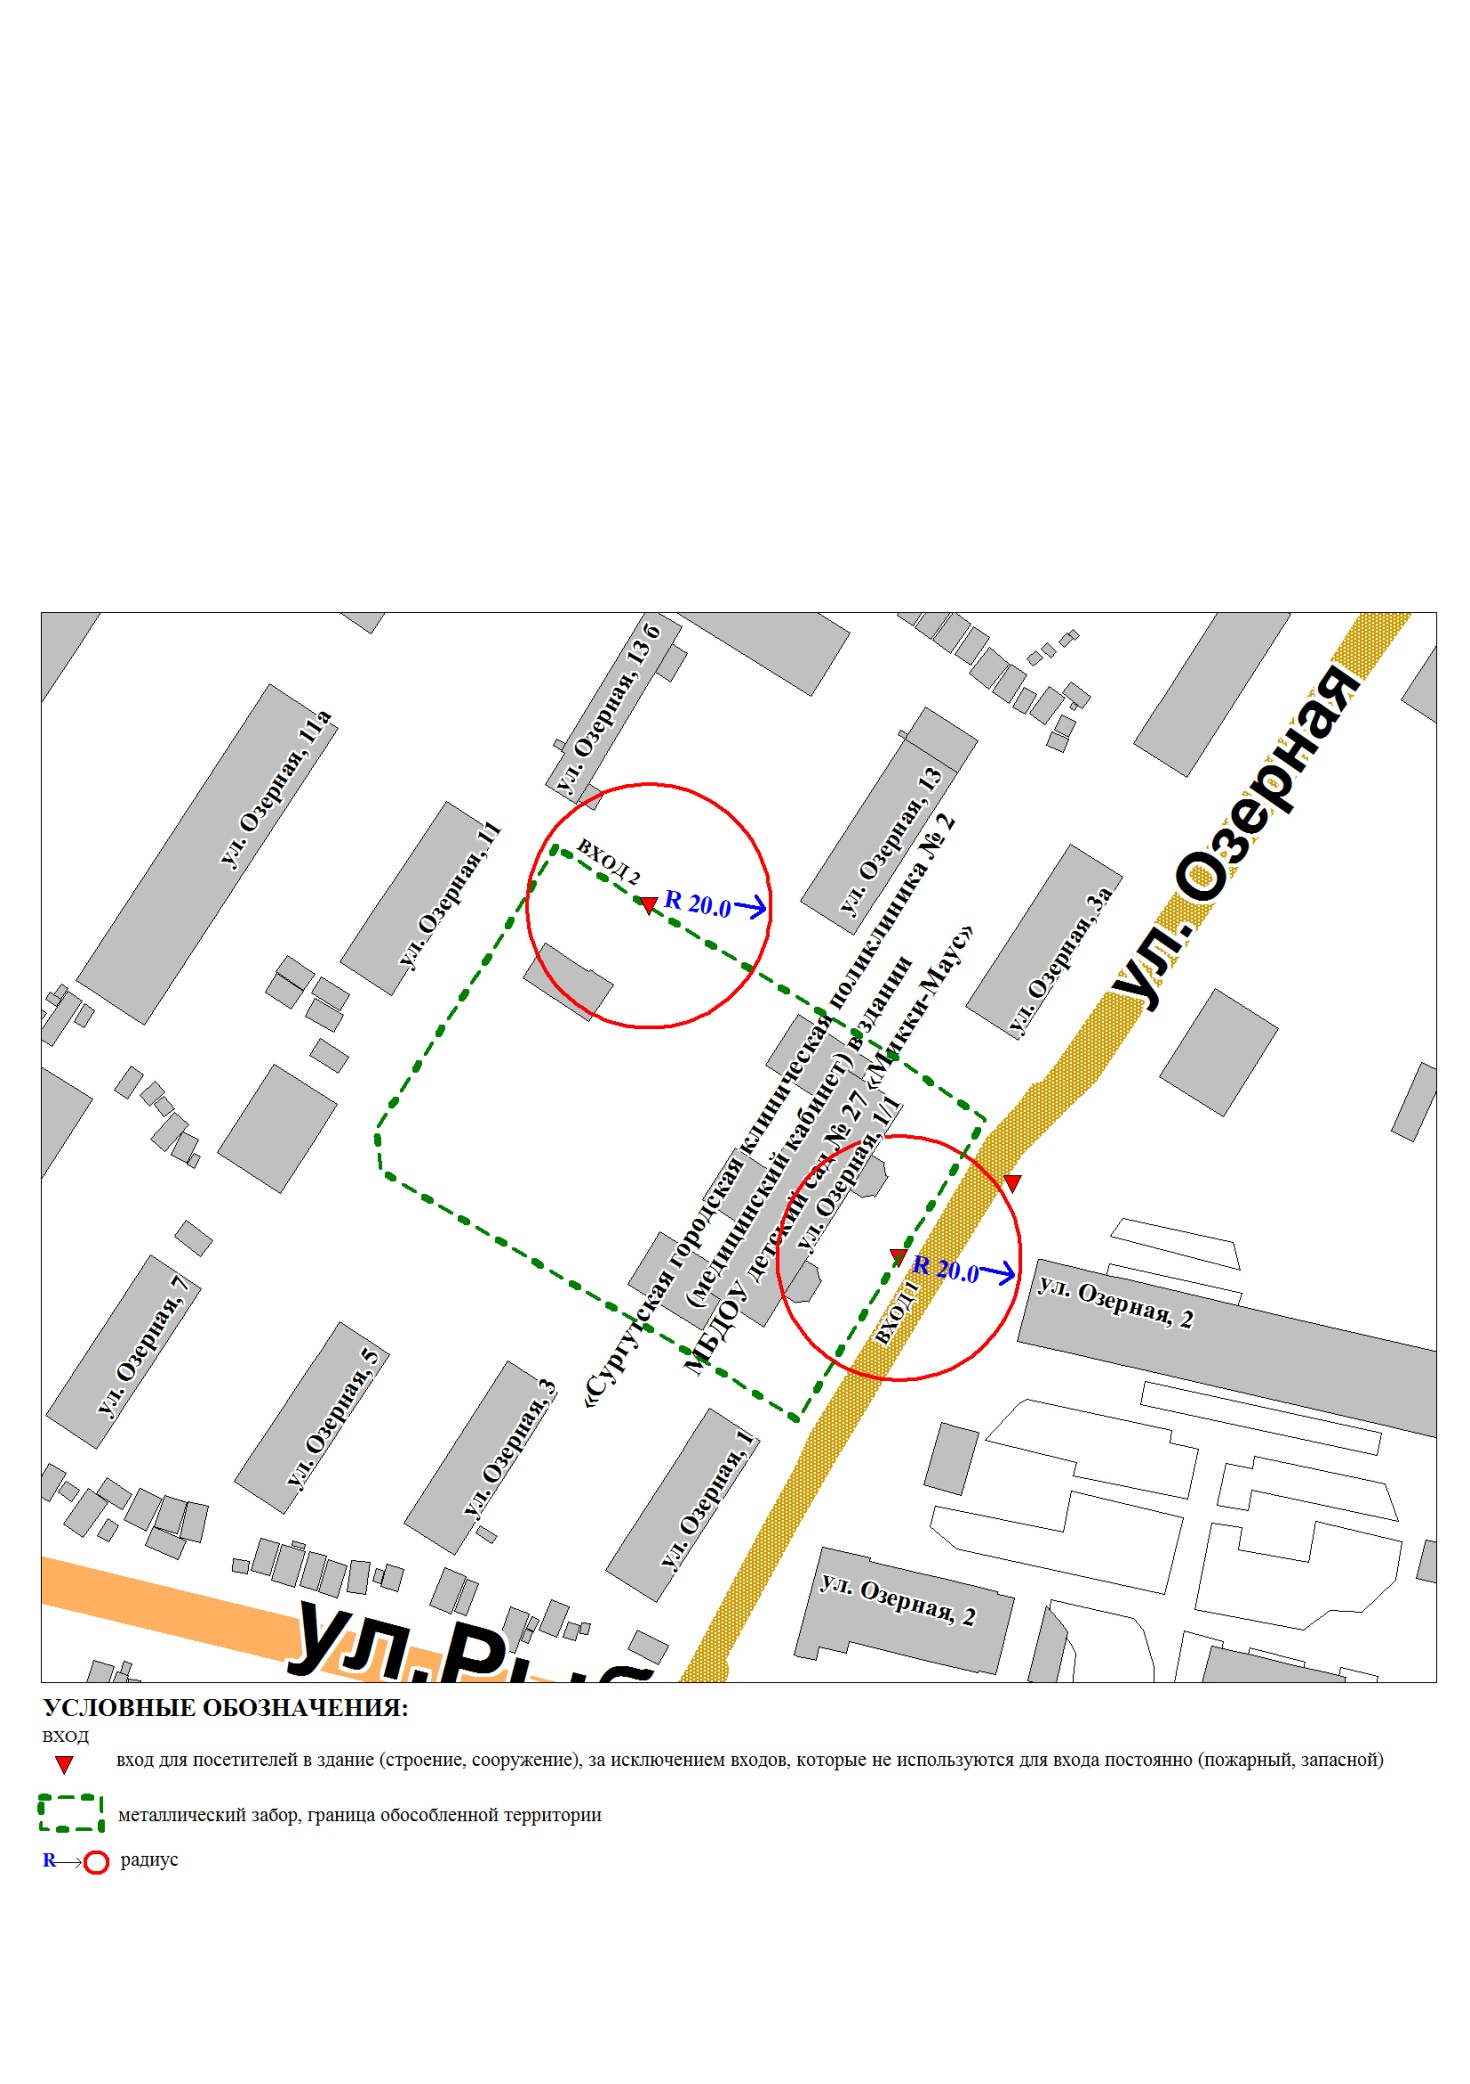 ул. Озерная, 13 б
ул. Озерная, 11а
ул. Озерная, 11
ВХОД 2
R 20.0
ул. Озерная, 13
ул. Озерная, 3а
ул. Озерная
«Сургутская городская клиническая поликлиника № 2
(медицинский кабинет) в здании
МБДОУ детский сад № 27 «Микки-Маус»
ул. Озерная, 1/1
R 20.0
ВХОД 1
ул. Озерная, 2
ул. Озерная, 7
ул. Озерная, 5
ул. Озерная, 3
ул. Озерная, 1
ул. Озерная, 2
ул.Рыб
УСЛОВНЫЕ ОБОЗНАЧЕНИЯ:
ВХОД
вход для посетителей в здание (строение, сооружение), за исключением входов, которые не используются для входа постоянно (пожарный, запасной)
металлический забор, граница обособленной территории
R
радиус